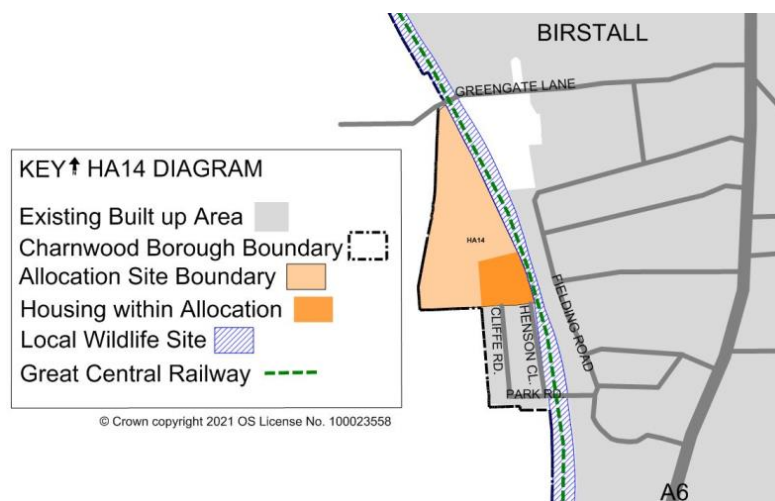 BIRSTALL
GREENGATE LANE
KEY HA14 DIAGRAM
Existing Built up Area
Charnwood Borough Boundary
Allocation Site Boundary
Housing within Allocation
Local Wildlife Site
Great Central Railway
© Crown copyright 2021 OS License No. 100023558
HA14
CLIFFE RD.
HENSON CL.
FIELDING ROAD
PARK RD.
A6